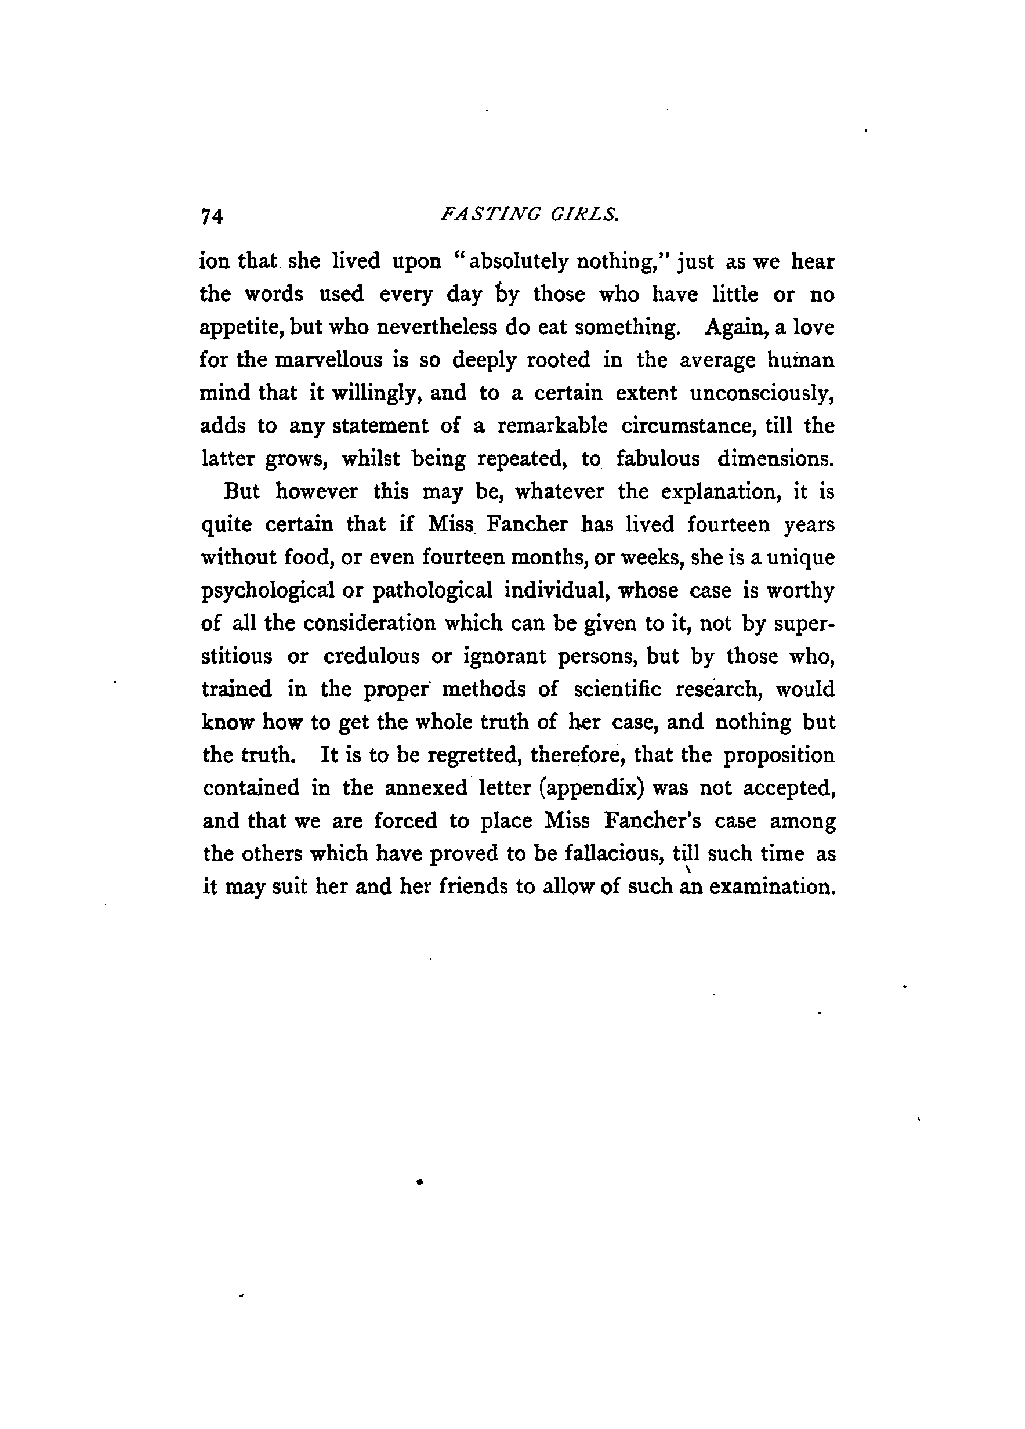 74 FASTING GIRLS.
ion that she lived upon "absolutely nothing," just as we hear
the words used every day by those who have little or no
appetite, but who nevertheless do eat something. Again, a love
for the marvellous is so deeply rooted in the average human
mind that it willingly, and to a certain extent unconsciously,
adds to any statement of a remarkable circumstance, till the
latter grows, whilst being repeated, to fabulous dimensions.
But however this may be, whatever the explanation, it is
quite certain that if Miss Fancher has lived fourteen years
without food, or even fourteen months, or weeks, she is a unique
psychological or pathological individual, whose case is worthy
of all the consideration which can be given to it, not by super-
stitious or credulous or ignorant persons, but by those who,
trained in the proper methods of scientific research, would
know how to get the whole truth of her case, and nothing but
the truth. It is to be regretted, therefore, that the proposition
contained in the annexed letter (appendix) was not accepted,
and that we are forced to place Miss Fancher's case among
the others which have proved to be fallacious, till such time as
it may suit her and her friends to allow of such an examination.